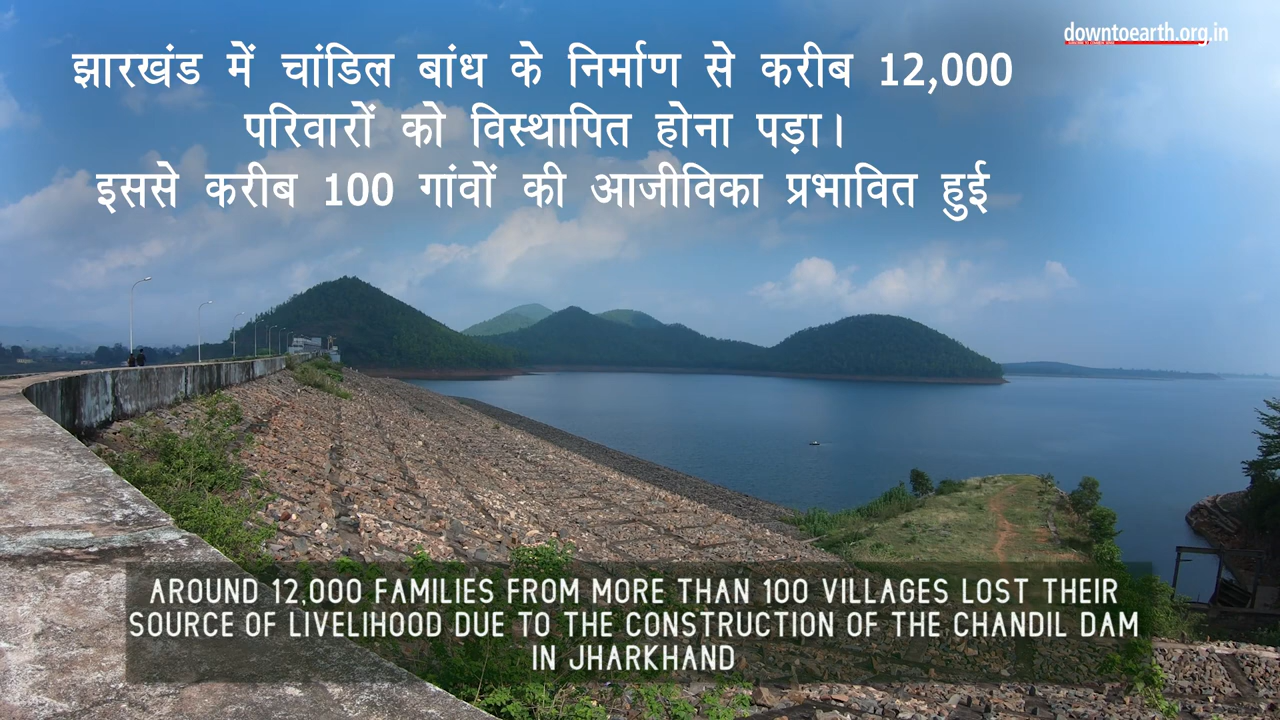 downtoearth.org.in
झारखंड में चांडिल बांध के निर्माण से करीब 12,000
परिवारों को विस्थापित होना पड़ा।
इससे करीब 100 गांवों की आजीविका प्रभावित हुई
AROUND 12,000 FAMILIES FROM MORE THAN 100 VILLAGES LOST THEIR
SOURCE OF LIVELIHOOD DUE TO THE CONSTRUCTION OF THE CHANDIL DAM
IN JHARKHAND